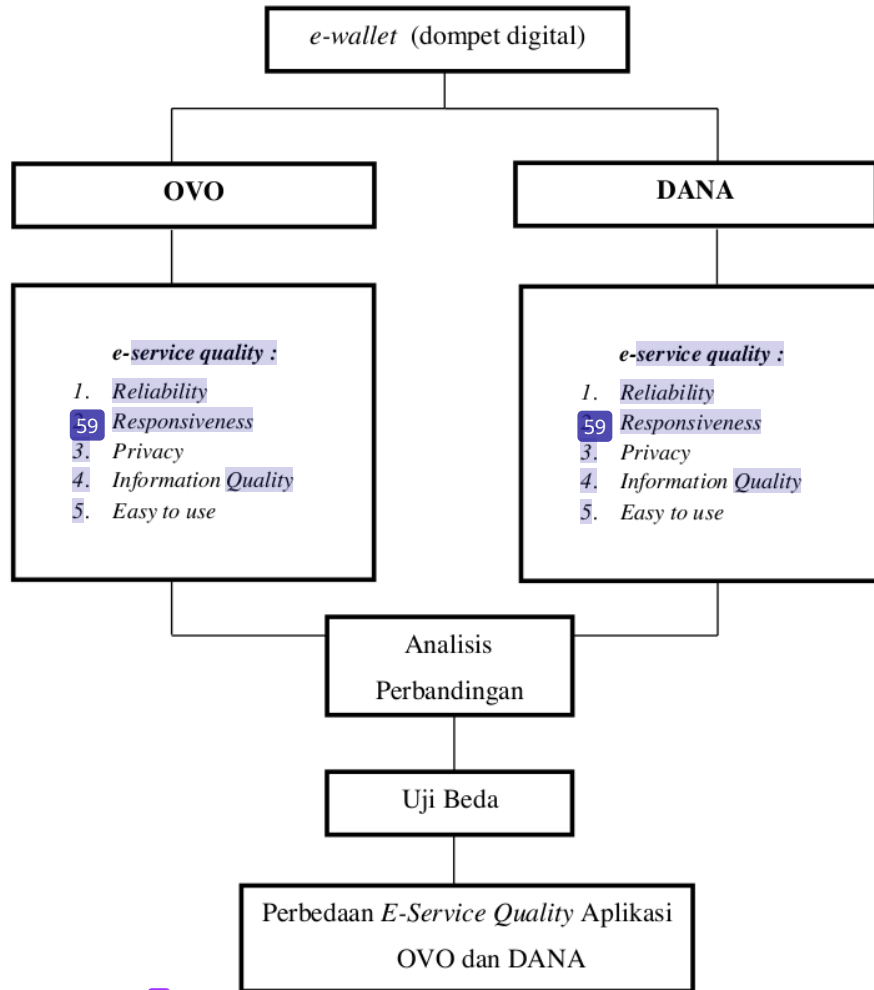 e-wallet (dompet digital)
OVO
DANA
e-service quality :
1. Reliability
59 Responsiveness
3. Privacy
4. Information Quality
5. Easy to use
e-service quality :
1. Reliability
59 Responsiveness
3. Privacy
4. Information Quality
5. Easy to use
Analisis
Perbandingan
Uji Beda
Perbedaan E-Service Quality Aplikasi
OVO dan DANA